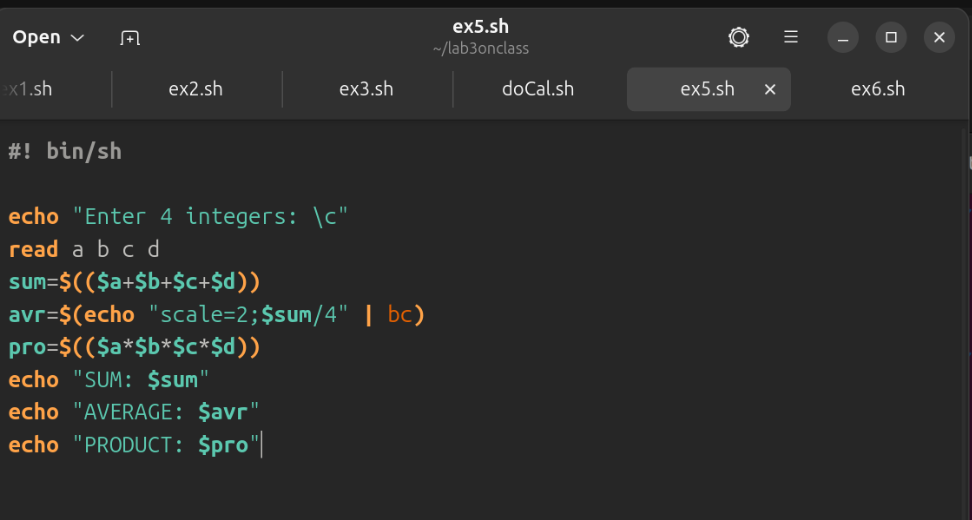 Open
ex5.sh
~/lab3onclass
ex1.sh
ex2.sh
ex3.sh
doCal.sh
ex5.sh
ex6.sh
#! bin/sh
echo "Enter 4 integers: \c"
read a b c d
sum=$(($a+$b+$c+$d))
avr=$(echo "scale=2;$sum/4" | bc)
pro=$(($a*$b*$c*$d))
echo "SUM: $sum"
echo "AVERAGE: $avr"
echo "PRODUCT: $pro"